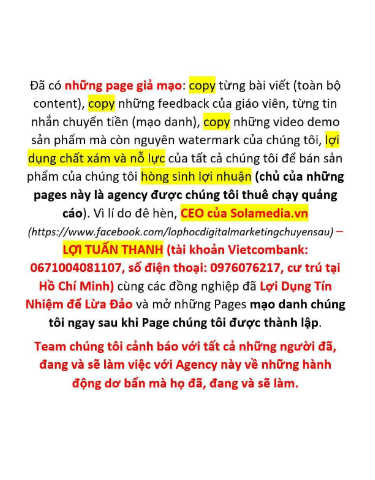 Đã có những page giả mạo: copy từng bài viết (toàn bộ
content), copy những feedback của giáo viên, từng tin
nhắn chuyển tiền (mạo danh), copy những video demo
sản phẩm mà còn nguyên watermark của chúng tôi, lợi
dụng chất xám và nỗ lực của tất cả chúng tôi để bán sản
phẩm của chúng tôi hòng sinh lợi nhuận (chủ của những
pages này là agency được chúng tôi thuê chạy quảng
cáo). Vì lí do đê hèn, CEO của Solamedia.vn
(https://www.facebook.com/lophocdigitalmarketingchuyensau) –
LỢI TUẤN THANH (tài khoản Vietcombank:
0671004081107, số điện thoại: 0976076217, cư trú tại
Hồ Chí Minh) cùng các đồng nghiệp đã Lợi Dụng Tín
Nhiệm để Lừa Đảo và mở những Pages mạo danh chúng
tôi ngay sau khi Page chúng tôi được thành lập.
Team chúng tôi cảnh báo với tất cả những người đã,
đang và sẽ làm việc với Agency này về những hành
động dơ bẩn mà họ đã, đang và sẽ làm.